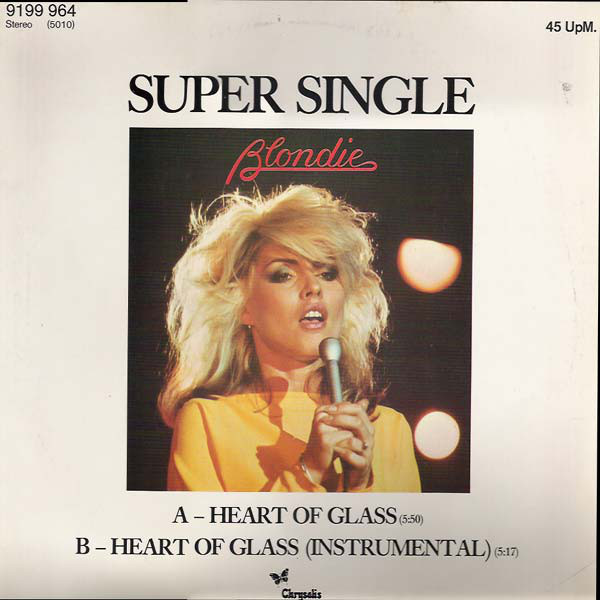 9199 964
Stereo (5010)
45 UpM.
SUPER SINGLE
Blondie
A – HEART OF GLASS (5:50)
B – HEART OF GLASS (INSTRUMENTAL) (5:17)
Chrysalis